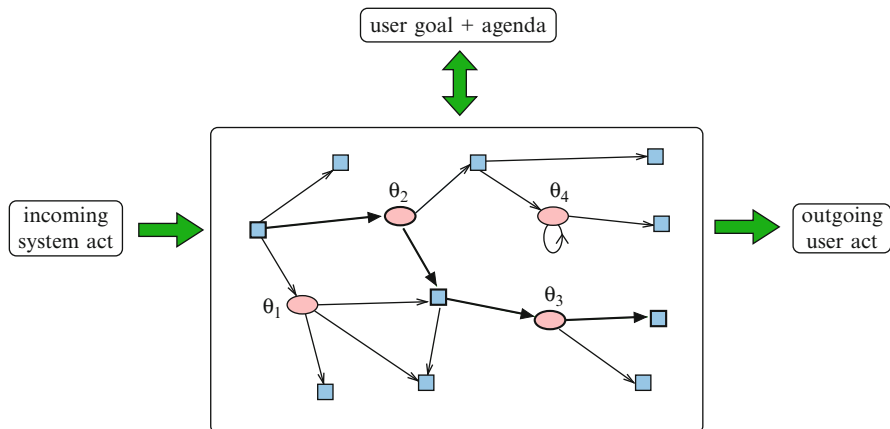 user goal + agenda
incoming
system act
θ2
θ4
θ1
θ3
outgoing
user act